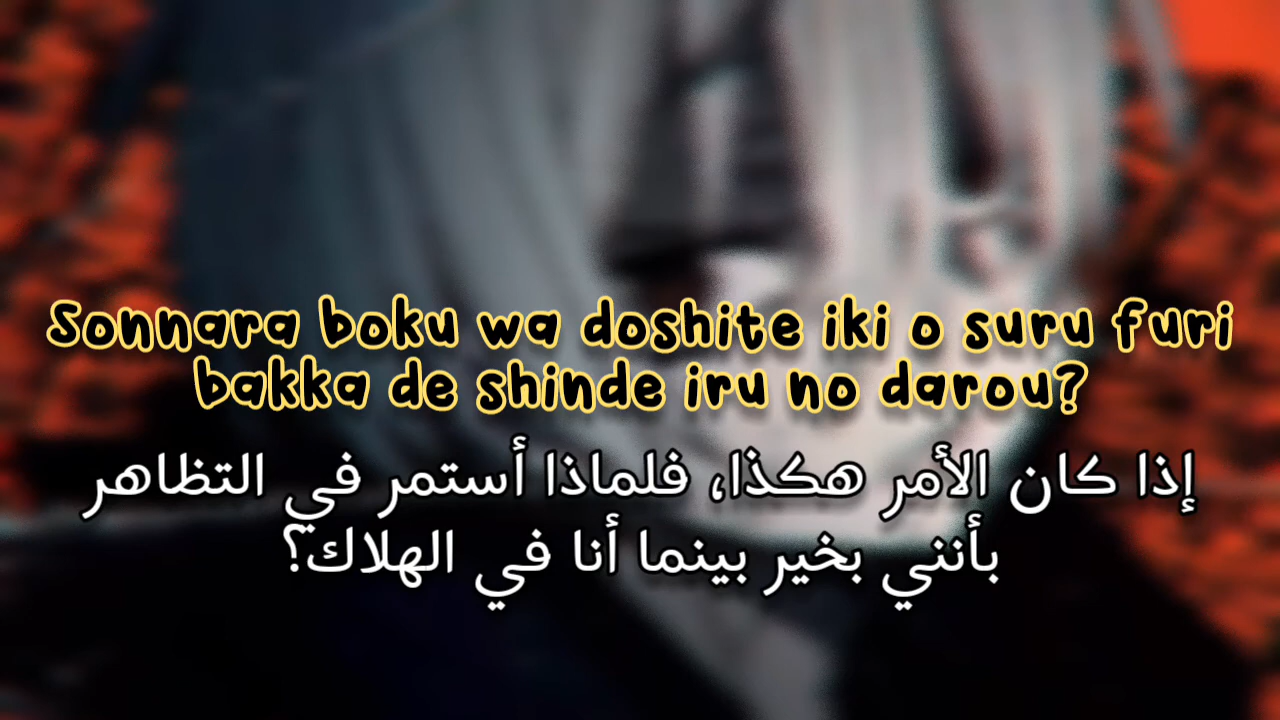 Sonnara boku wa doshite iki o suru furi
bakka de shinde iru no darou?
إذا كان الأمر هكذا، فلماذا أستمر في التظاهر
بأنني بخير بينما أنا في الهلاك؟